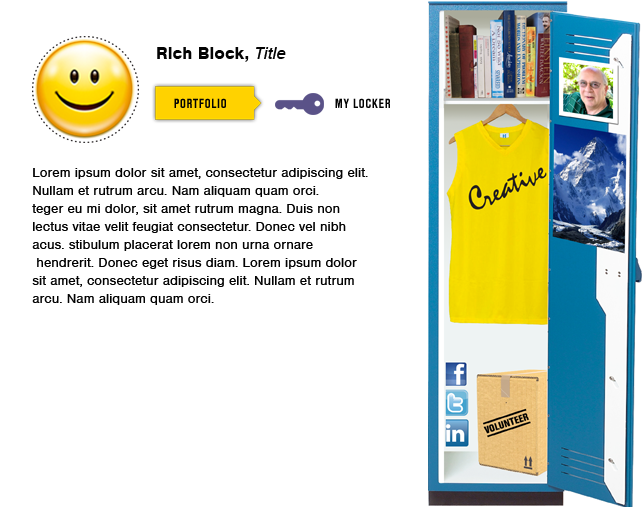 Rich Block, Title
PORTFOLIO
MY LOCKER
Lorem ipsum dolor sit amet, consectetur adipiscing elit.
Nullam et rutrum arcu. Nam aliquam quam orci.
teger eu mi dolor, sit amet rutrum magna. Duis non
lectus vitae velit feugiat consectetur. Donec vel nibh
acus. stibulum placerat lorem non urna ornare
hendrerit. Donec eget risus diam. Lorem ipsum dolor
sit amet, consectetur adipiscing elit. Nullam et rutrum
arcu. Nam aliquam quam orci.
Creative
f
t
in
VOLUNTEER